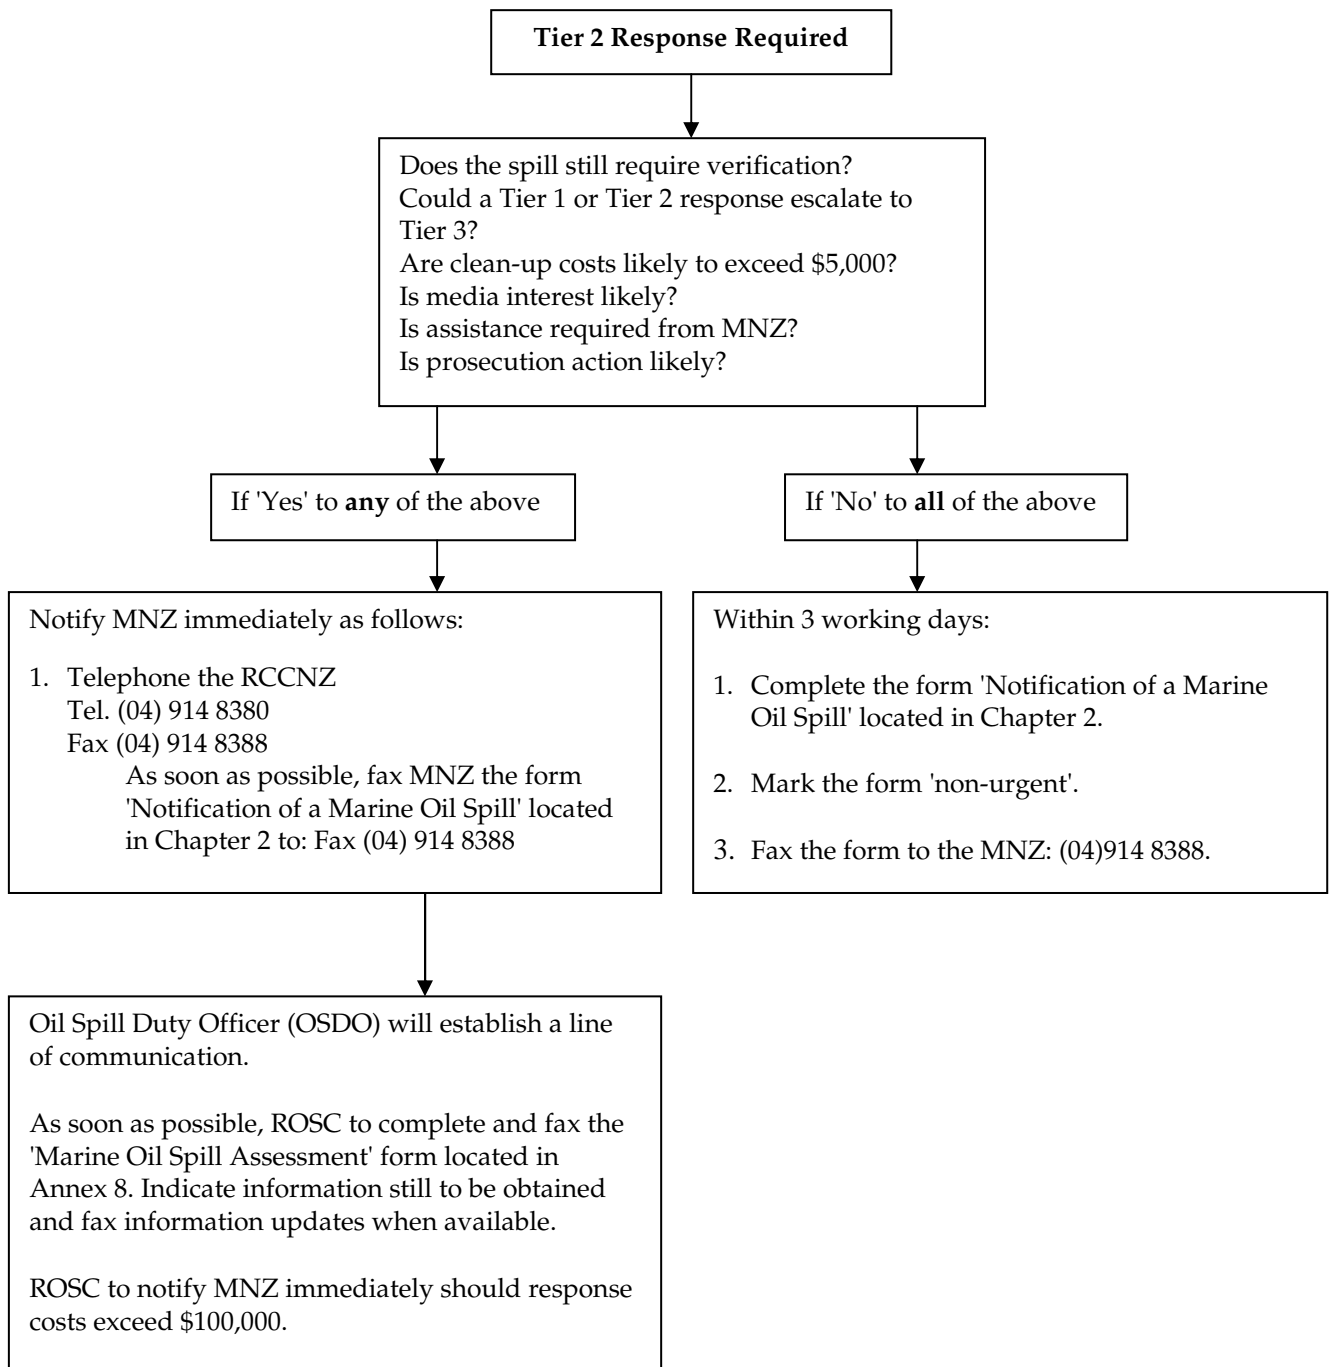 Tier 2 Response Required
Does the spill still require verification?
Could a Tier 1 or Tier 2 response escalate to
Tier 3?
Are clean-up costs likely to exceed $5,000?
Is media interest likely?
Is assistance required from MNZ?
Is prosecution action likely?
If 'Yes' to any of the above
If 'No' to all of the above
Notify MNZ immediately as follows:
1. Telephone the RCCNZ
Tel. (04) 914 8380
Fax (04) 914 8388
As soon as possible, fax MNZ the form
'Notification of a Marine Oil Spill' located
in Chapter 2 to: Fax (04) 914 8388
Within 3 working days:
1. Complete the form 'Notification of a Marine
Oil Spill' located in Chapter 2.
2. Mark the form 'non-urgent'.
3. Fax the form to the MNZ: (04)914 8388.
Oil Spill Duty Officer (OSDO) will establish a line
of communication.
As soon as possible, ROSC to complete and fax the
'Marine Oil Spill Assessment' form located in
Annex 8. Indicate information still to be obtained
and fax information updates when available.
ROSC to notify MNZ immediately should response
costs exceed $100,000.